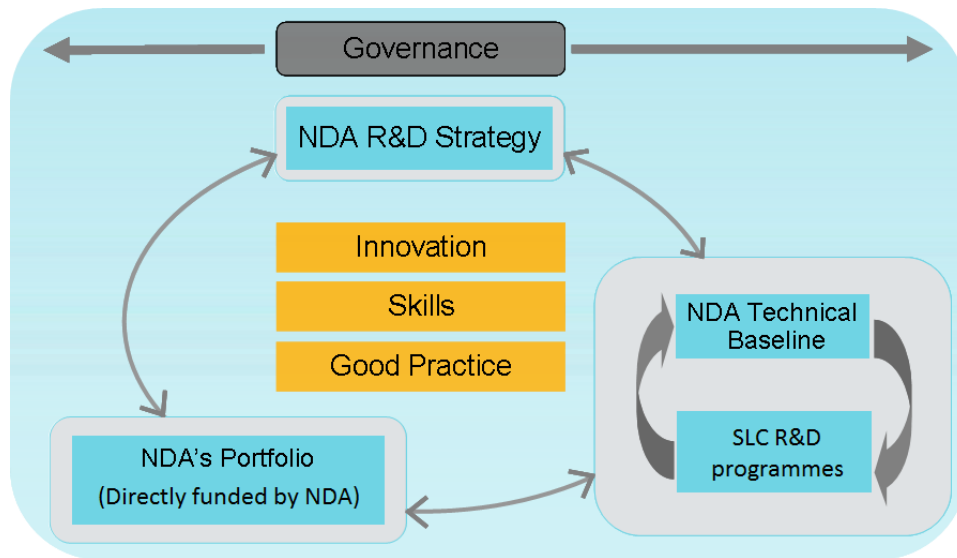 Governance
NDA R&D Strategy
Innovation
Skills
Good Practice
NDA Technical
Baseline
SLC R&D
programmes
NDA's Portfolio
(Directly funded by NDA)